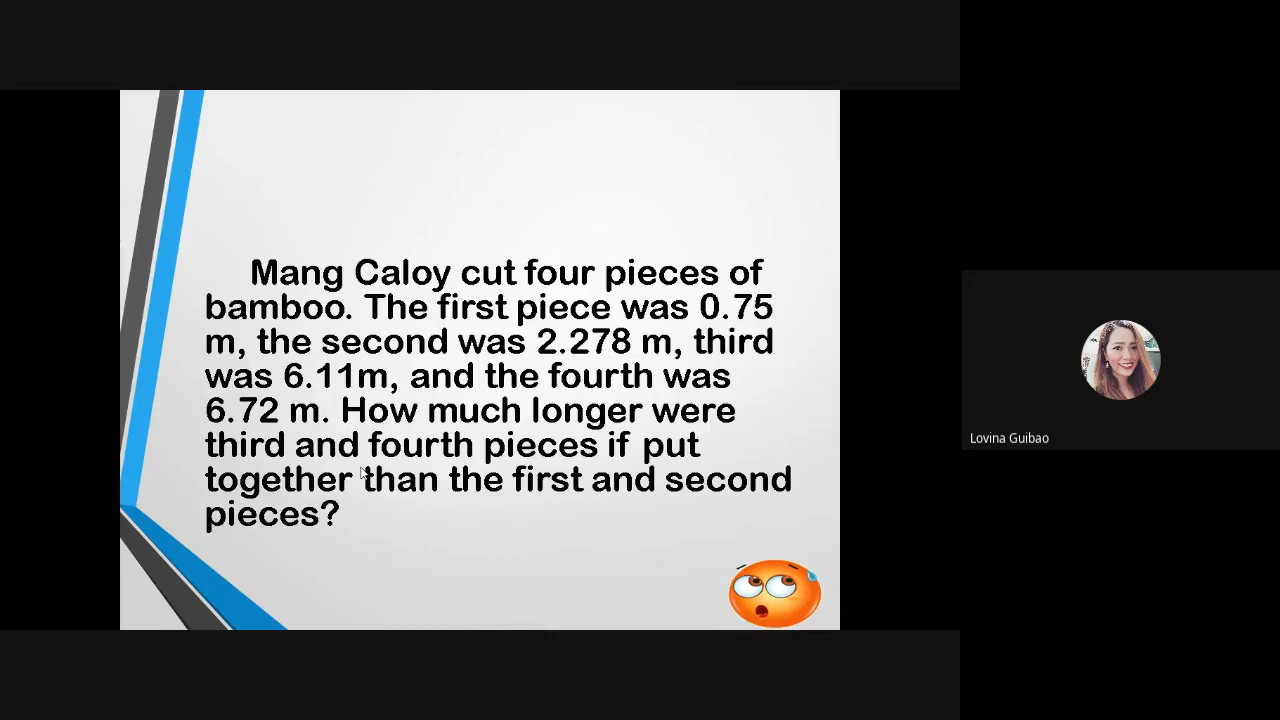 Mang Caloy cut four pieces of
bamboo. The first piece was 0.75
m, the second was 2.278 m, third
was 6.11m, and the fourth was
6.72 m. How much longer were
third and fourth pieces if put
together than the first and second
pieces?
Lovina Guibao